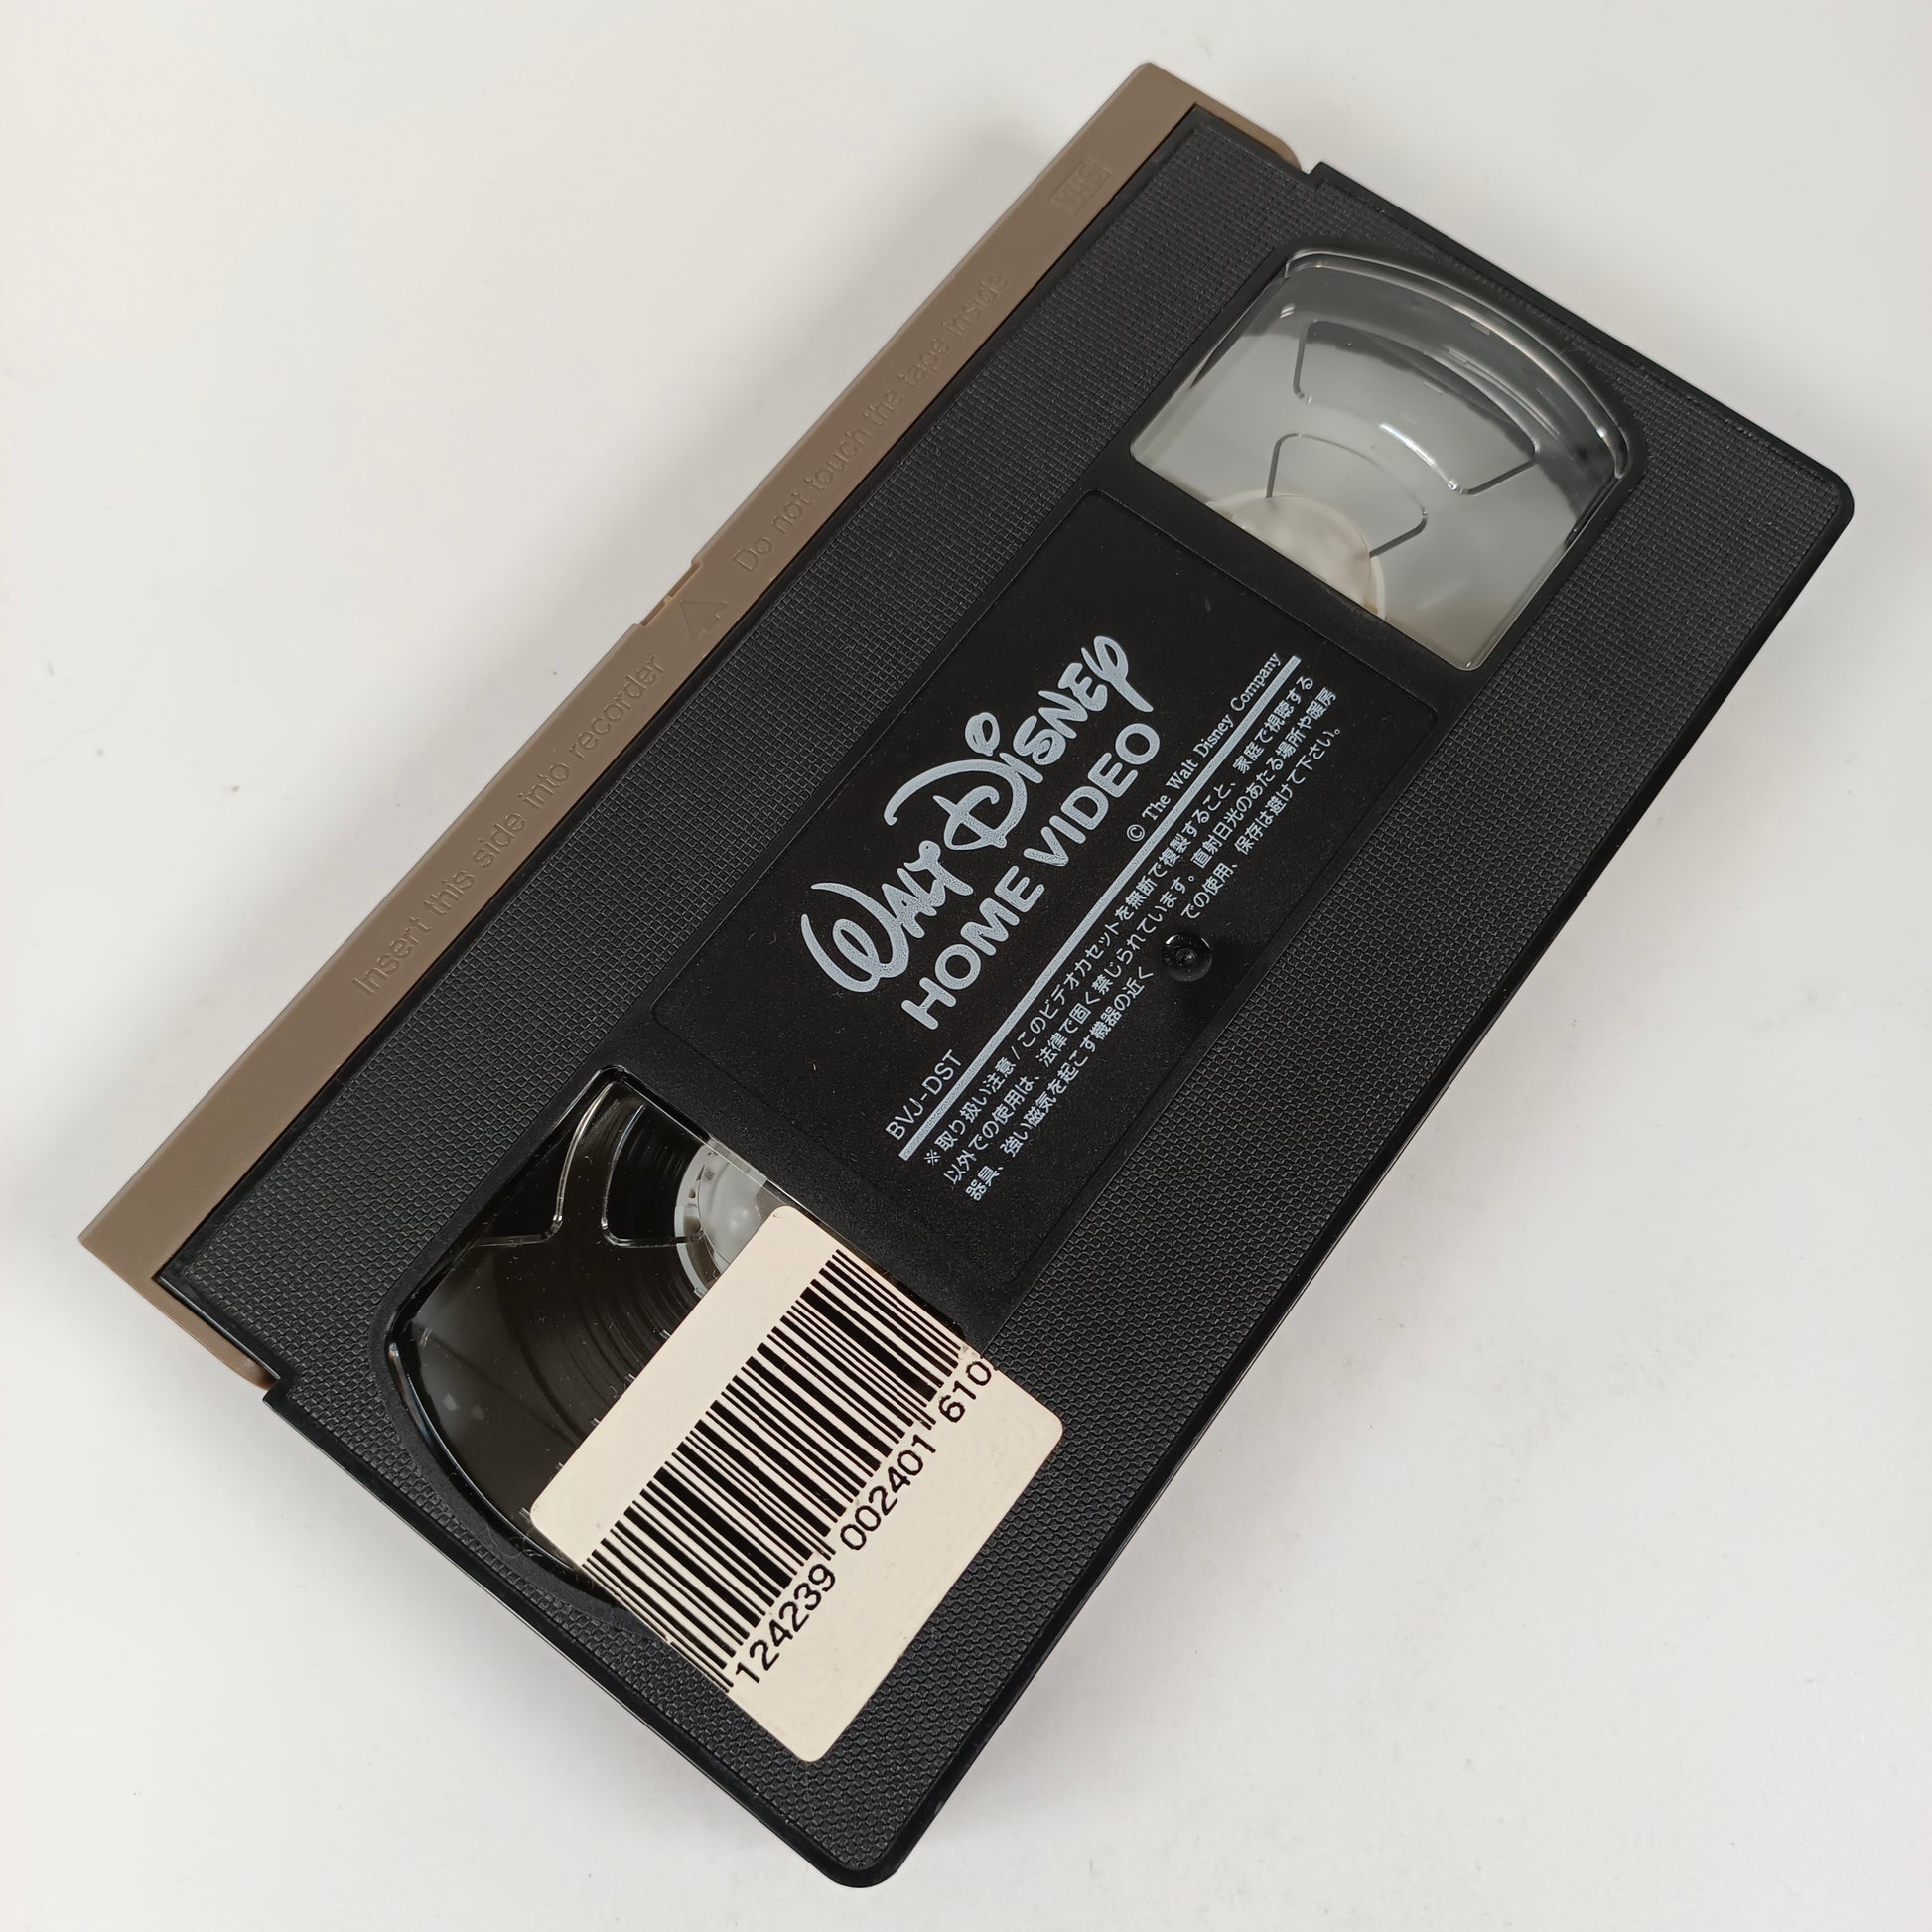 VHS
Insert this side into recorder
Do not touch the tape inside
WALT DISNEY
HOME VIDEO
BVJ-DST
© The Walt Disney Company
※取り扱い注意/このビデオカセットを無断で複製すること、家庭で視聴する
以外での使用は、法律で固く禁じられています。直射日光のあたる場所や暖房
器具、強い磁気を起こす機器の近くでの使用、保存は避けて下さい。
124239 002401 610